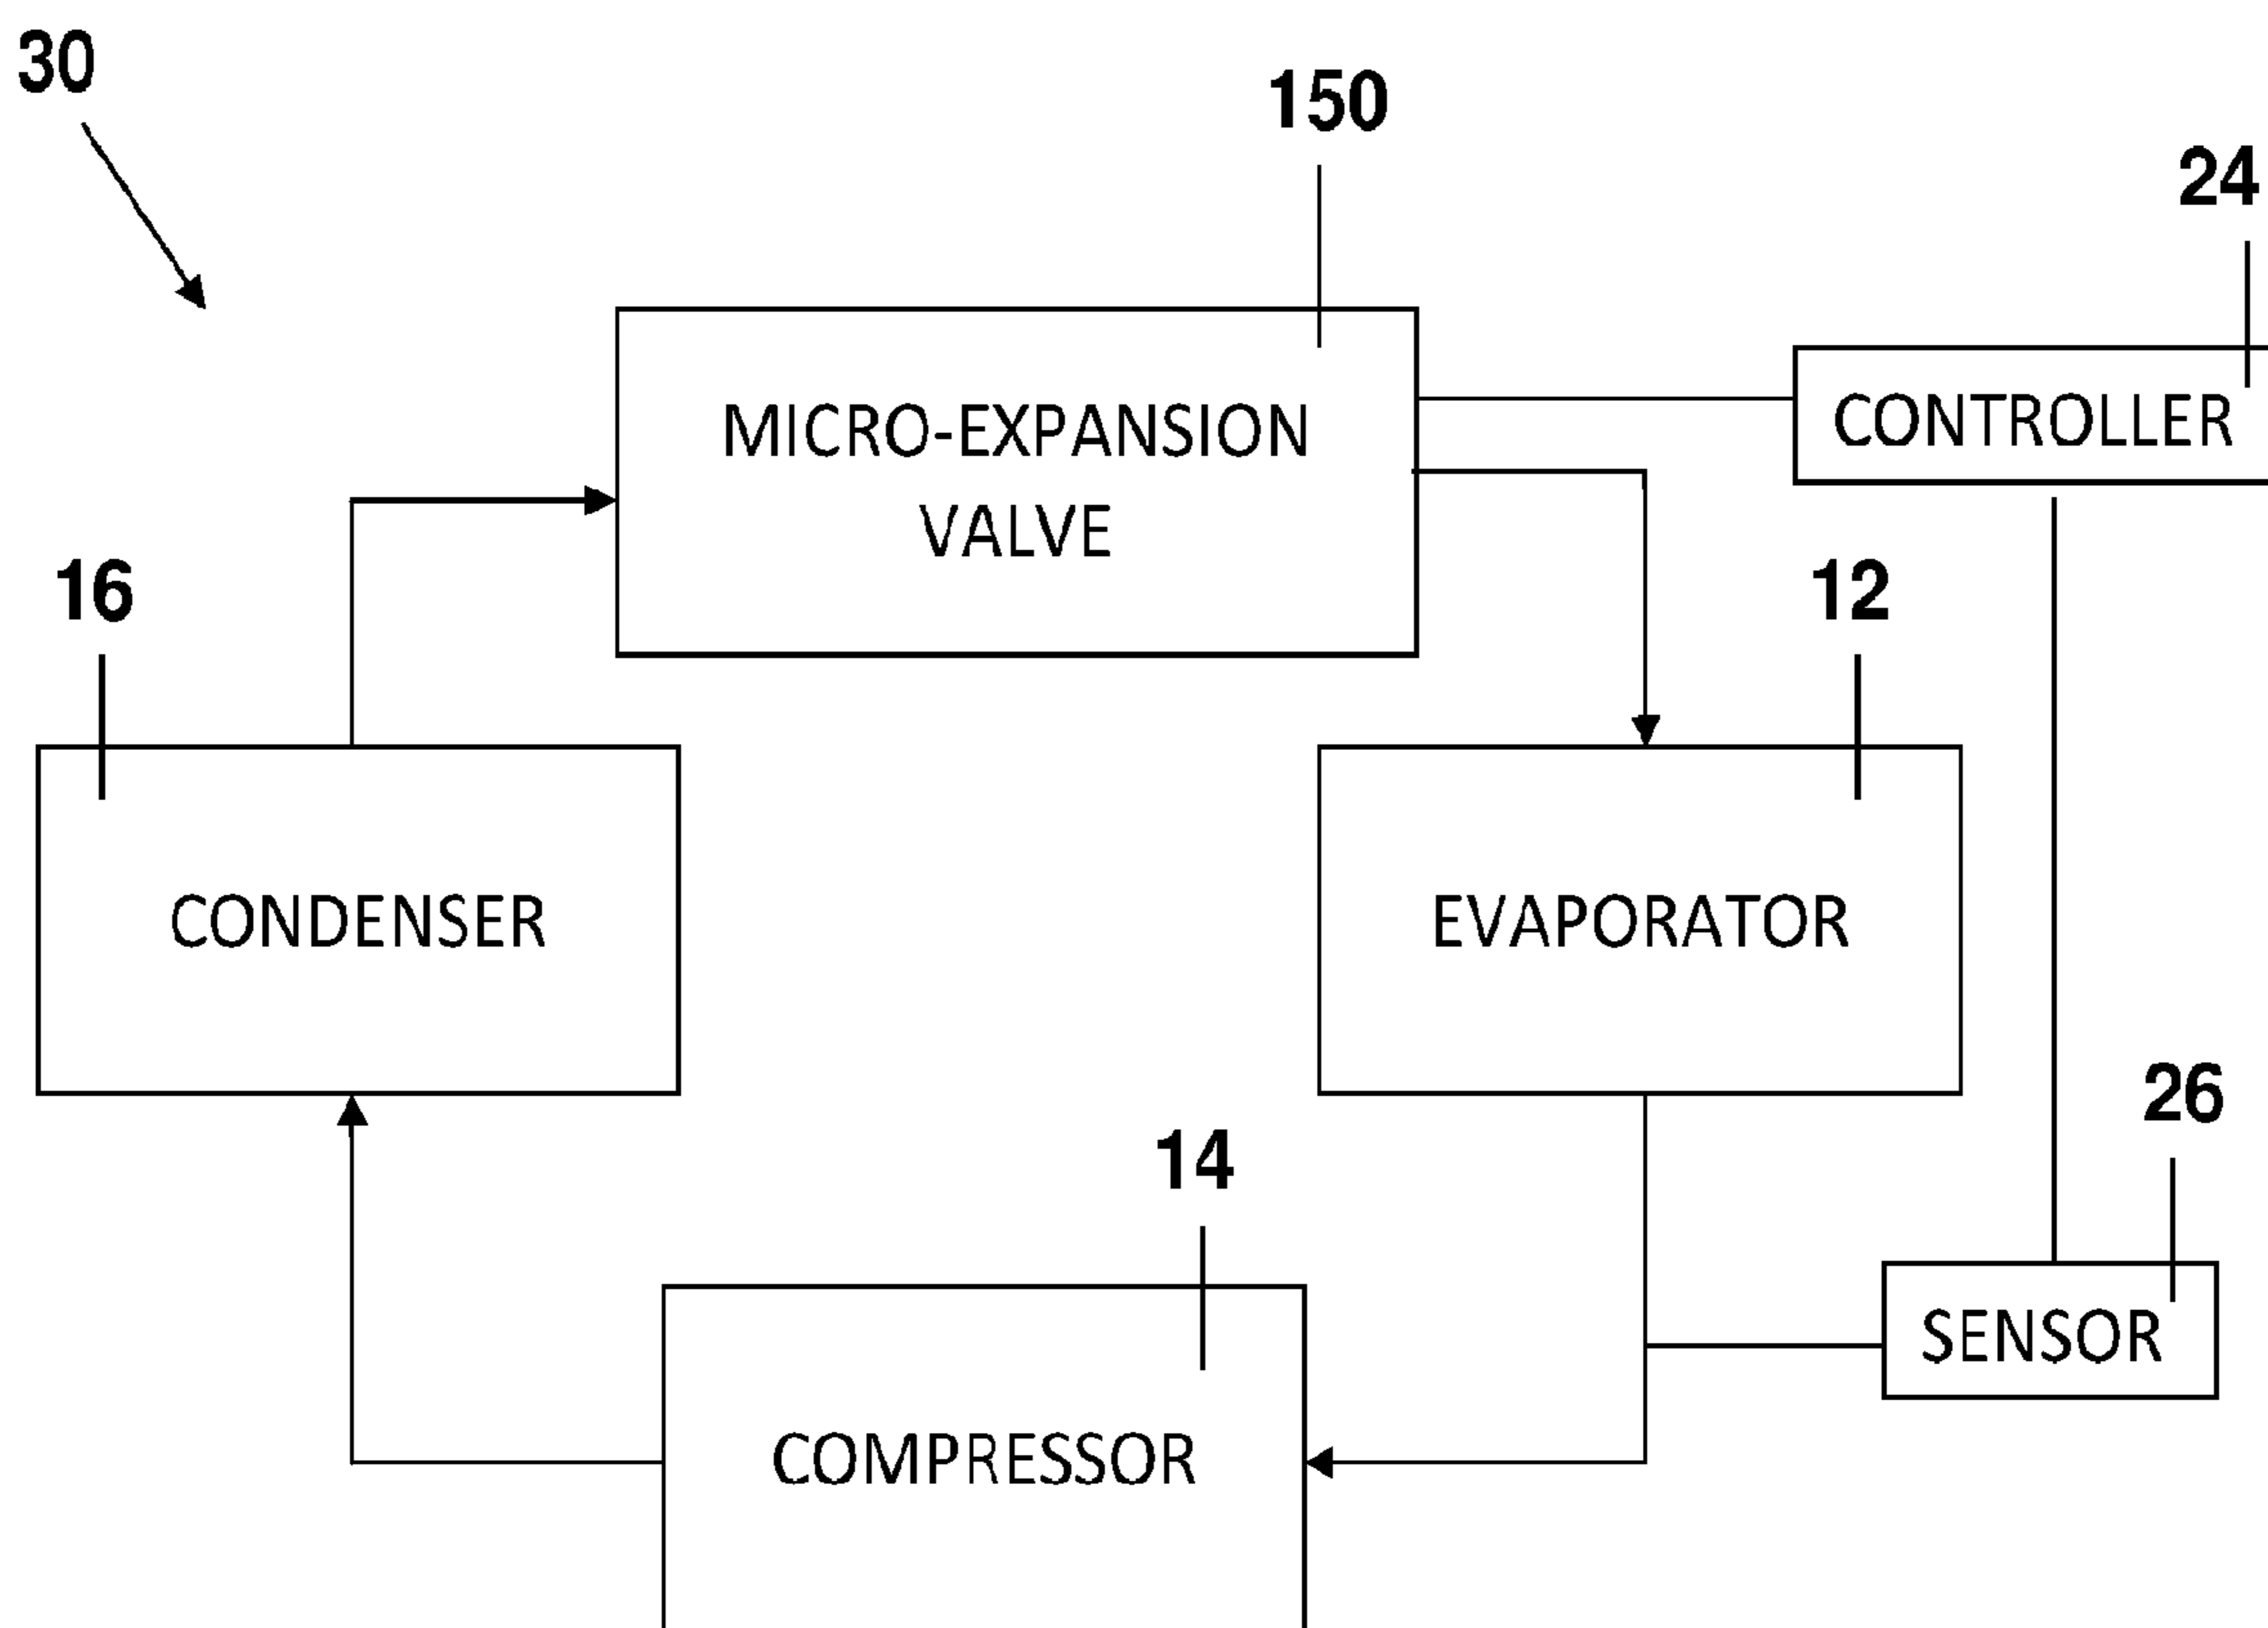 30
150
24
MICRO-EXPANSION
VALVE
CONTROLLER
16
12
CONDENSER
EVAPORATOR
26
14
SENSOR
COMPRESSOR